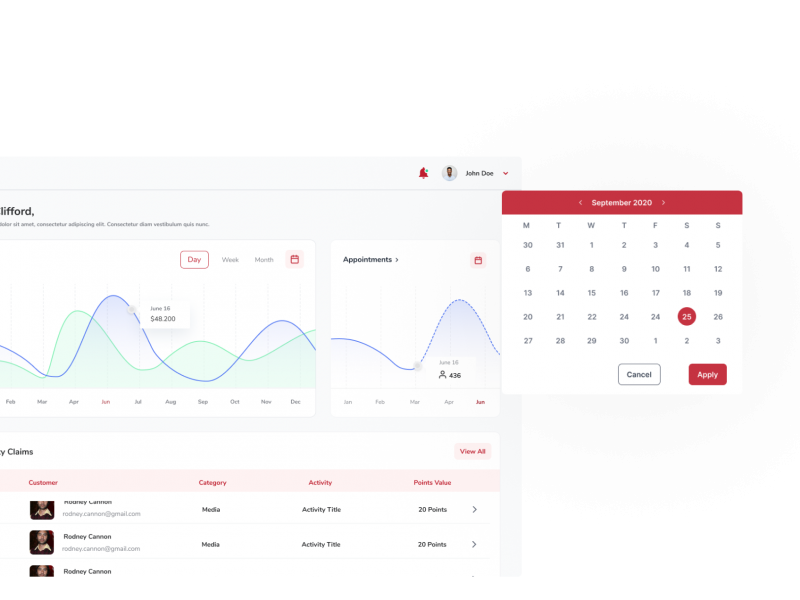 John Doe
lifford,
dolor sit amet, consectetur adipiscing elit. Consectetur diam vestibulum quis nunc.
Day Week Month
June 16
$48.200
Feb Mar Apr Jun Jul Aug Sep Oct Nov Dec
Appointments >
June 16
436
Jan Feb Mar Apr Jun
< September 2020 >
M T W T F S S
30 31 1 2 3 4 5
6 7 8 9 10 11 12
13 14 15 16 17 18 19
20 21 22 24 24 25 26
27 28 29 30 1 2 3
Cancel Apply
y Claims View All
Customer Category Activity Points Value
Rodney Cannon
rodney.cannon@gmail.com Media Activity Title 20 Points >
Rodney Cannon
rodney.cannon@gmail.com Media Activity Title 20 Points >
Rodney Cannon